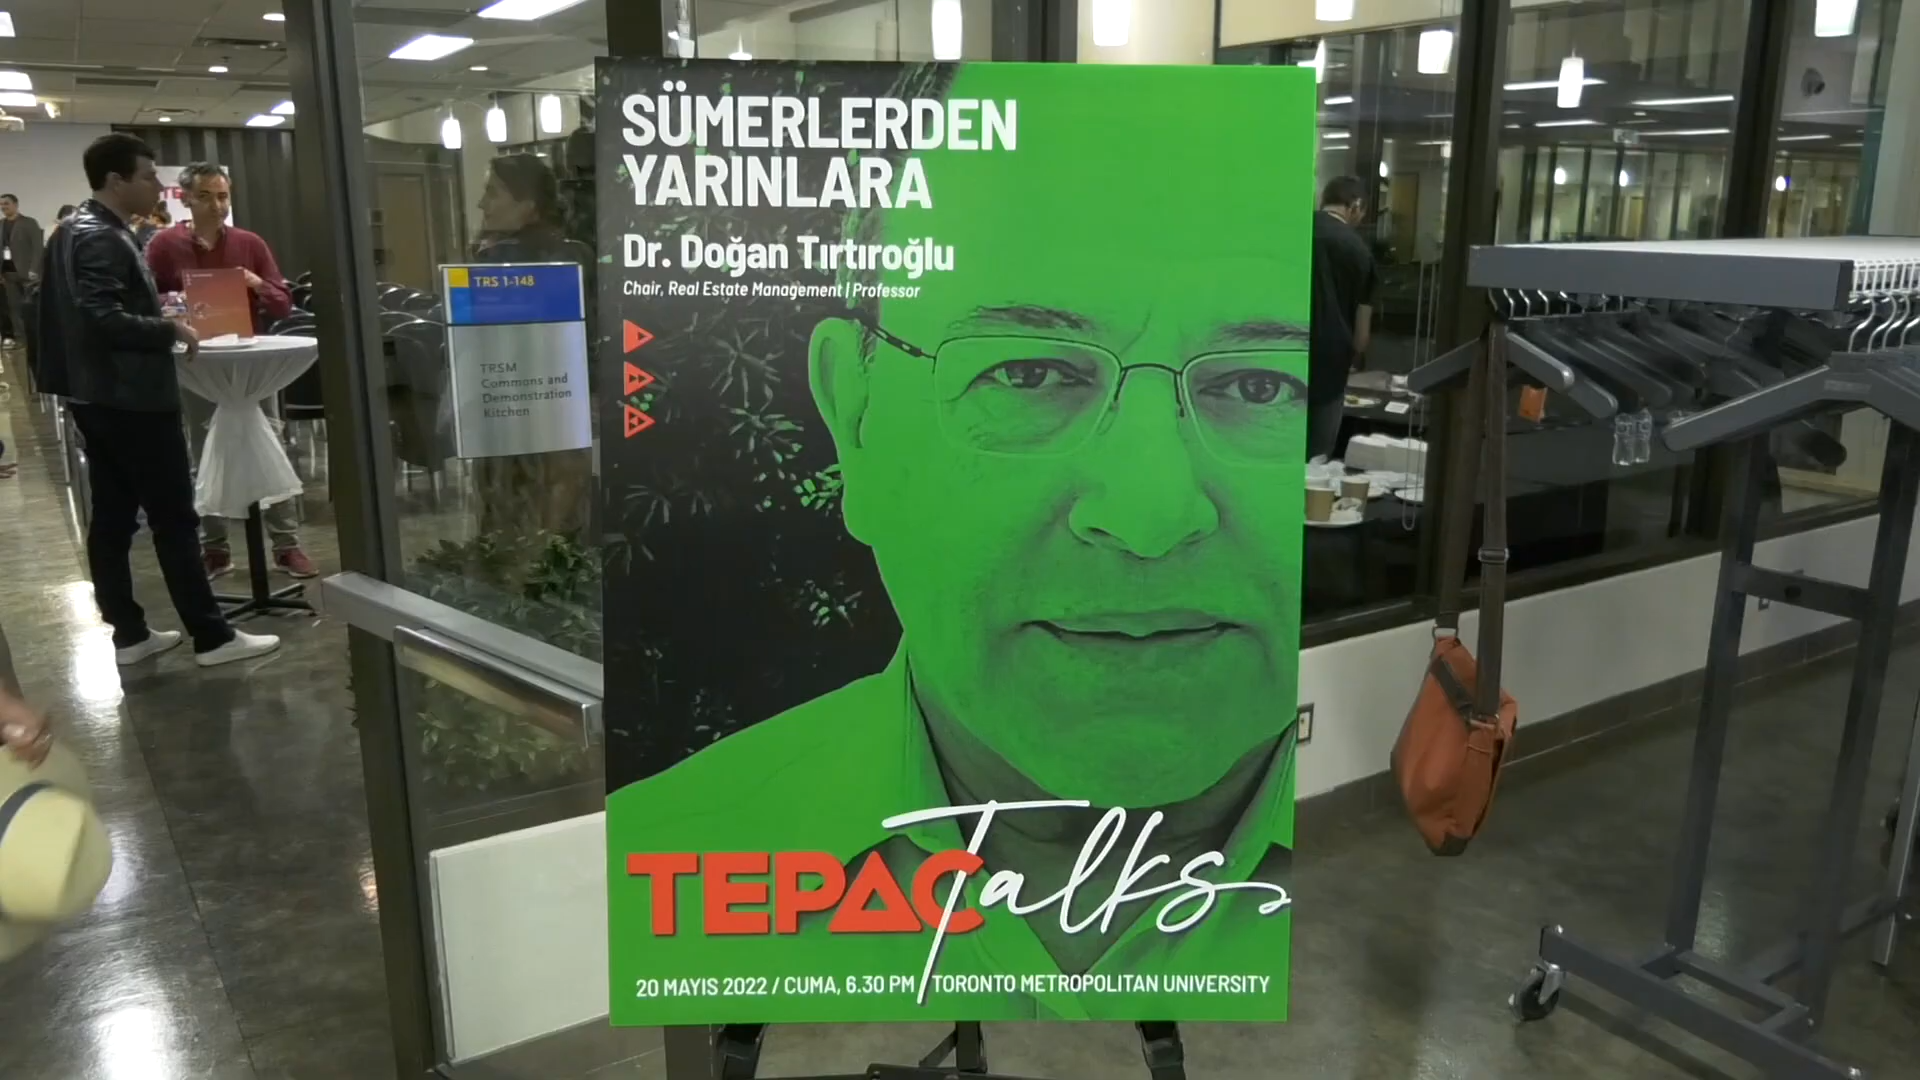 SÜMERLERDEN
YARINLARA
Dr. Doğan Tırtıroğlu
Chair, Real Estate Management | Professor
TEPAC Talks
20 MAYIS 2022 / CUMA, 6.30 PM / TORONTO METROPOLITAN UNIVERSITY
TRS 1-148
TRSM
Commons and
Demonstration
Kitchen